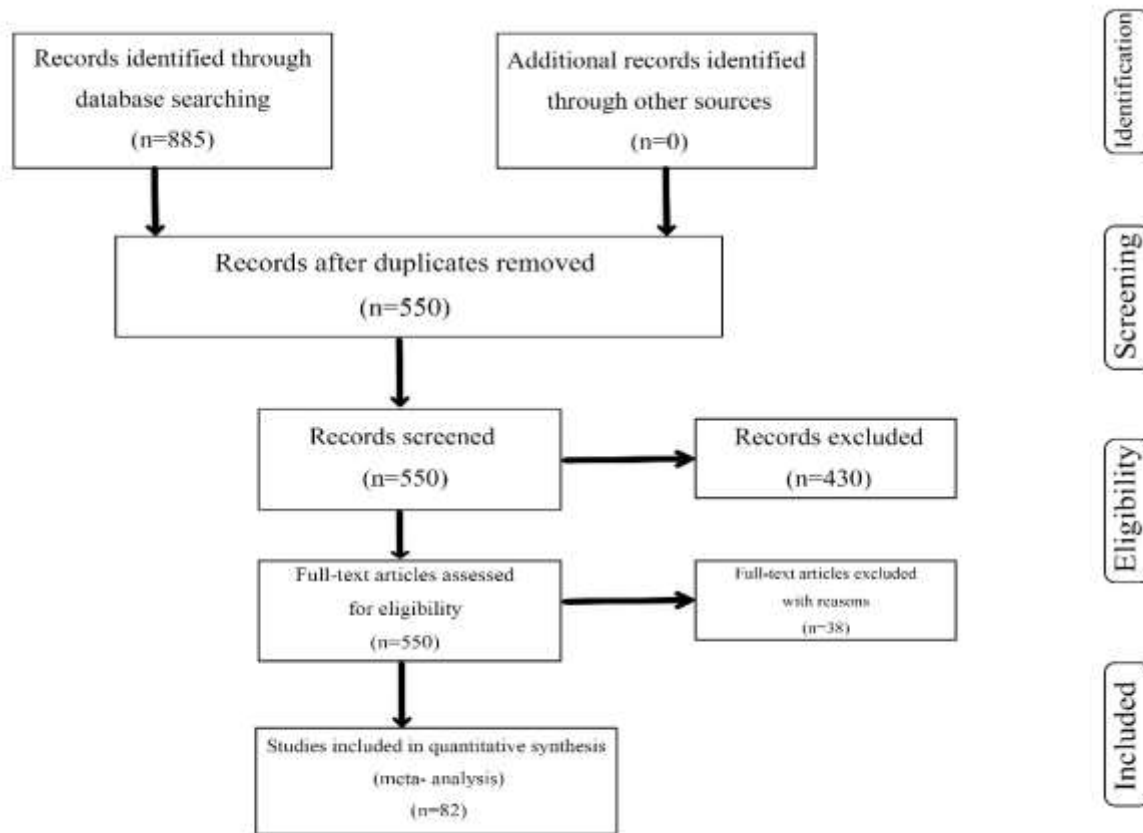 Records identified through
database searching
(n=885)
Additional records identified
through other sources
(n=0)
Identification
Records after duplicates removed
(n=550)
Screening
Records screened
(n=550)
Records excluded
(n=430)
Eligibility
Full-text articles assessed
for eligibility
(n=550)
Full-text articles excluded
with reasons
(n=38)
Studies included in quantitative synthesis
(meta- analysis)
(n=82)
Included